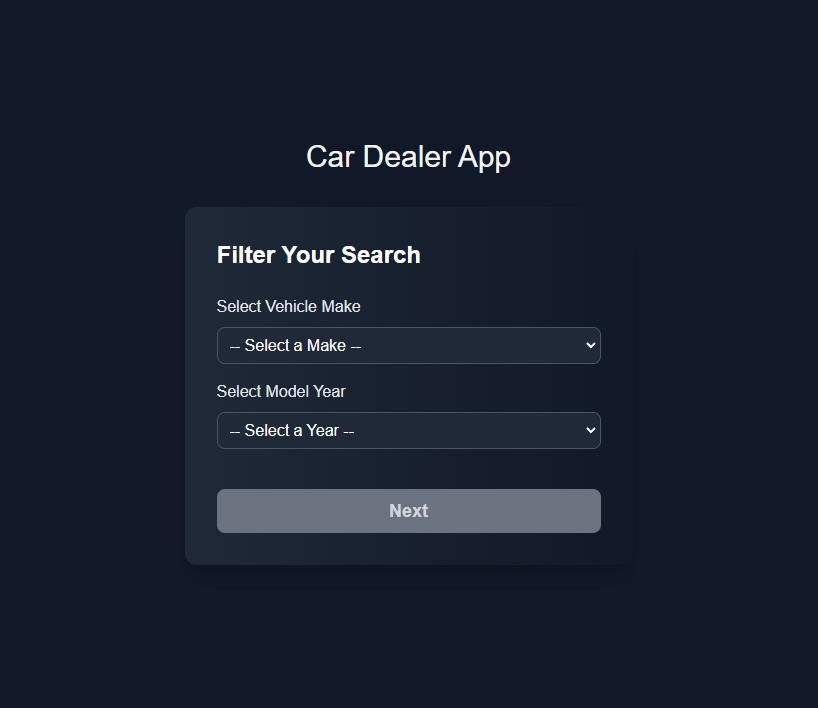 Car Dealer App
Filter Your Search
Select Vehicle Make
-- Select a Make --
Select Model Year
-- Select a Year --
Next